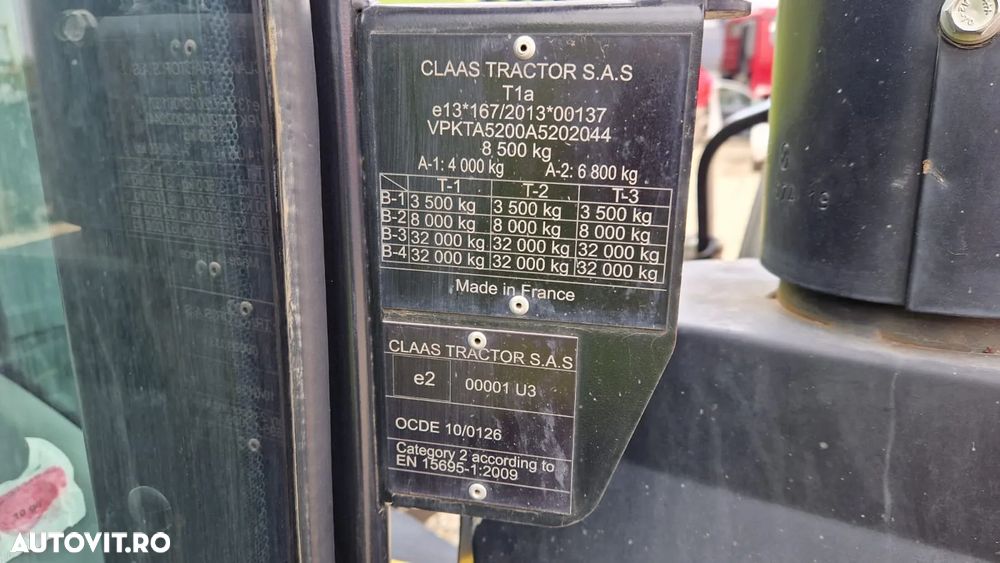 CLAAS TRACTOR S.A.S
T1a
e13*167/2013*00137
VPKTA5200A5202044
8 500 kg
A-1: 4 000 kg A-2: 6 800 kg
T-1 T-2 T-3
B-1 3 500 kg 3 500 kg 3 500 kg
B-2 8 000 kg 8 000 kg 8 000 kg
B-3 32 000 kg 32 000 kg 32 000 kg
B-4 32 000 kg 32 000 kg 32 000 kg
Made in France
CLAAS TRACTOR S.A.S
e2 00001 U3
OCDE 10/0126
Category 2 according to
EN 15695-1:2009
AUTOVIT.RO